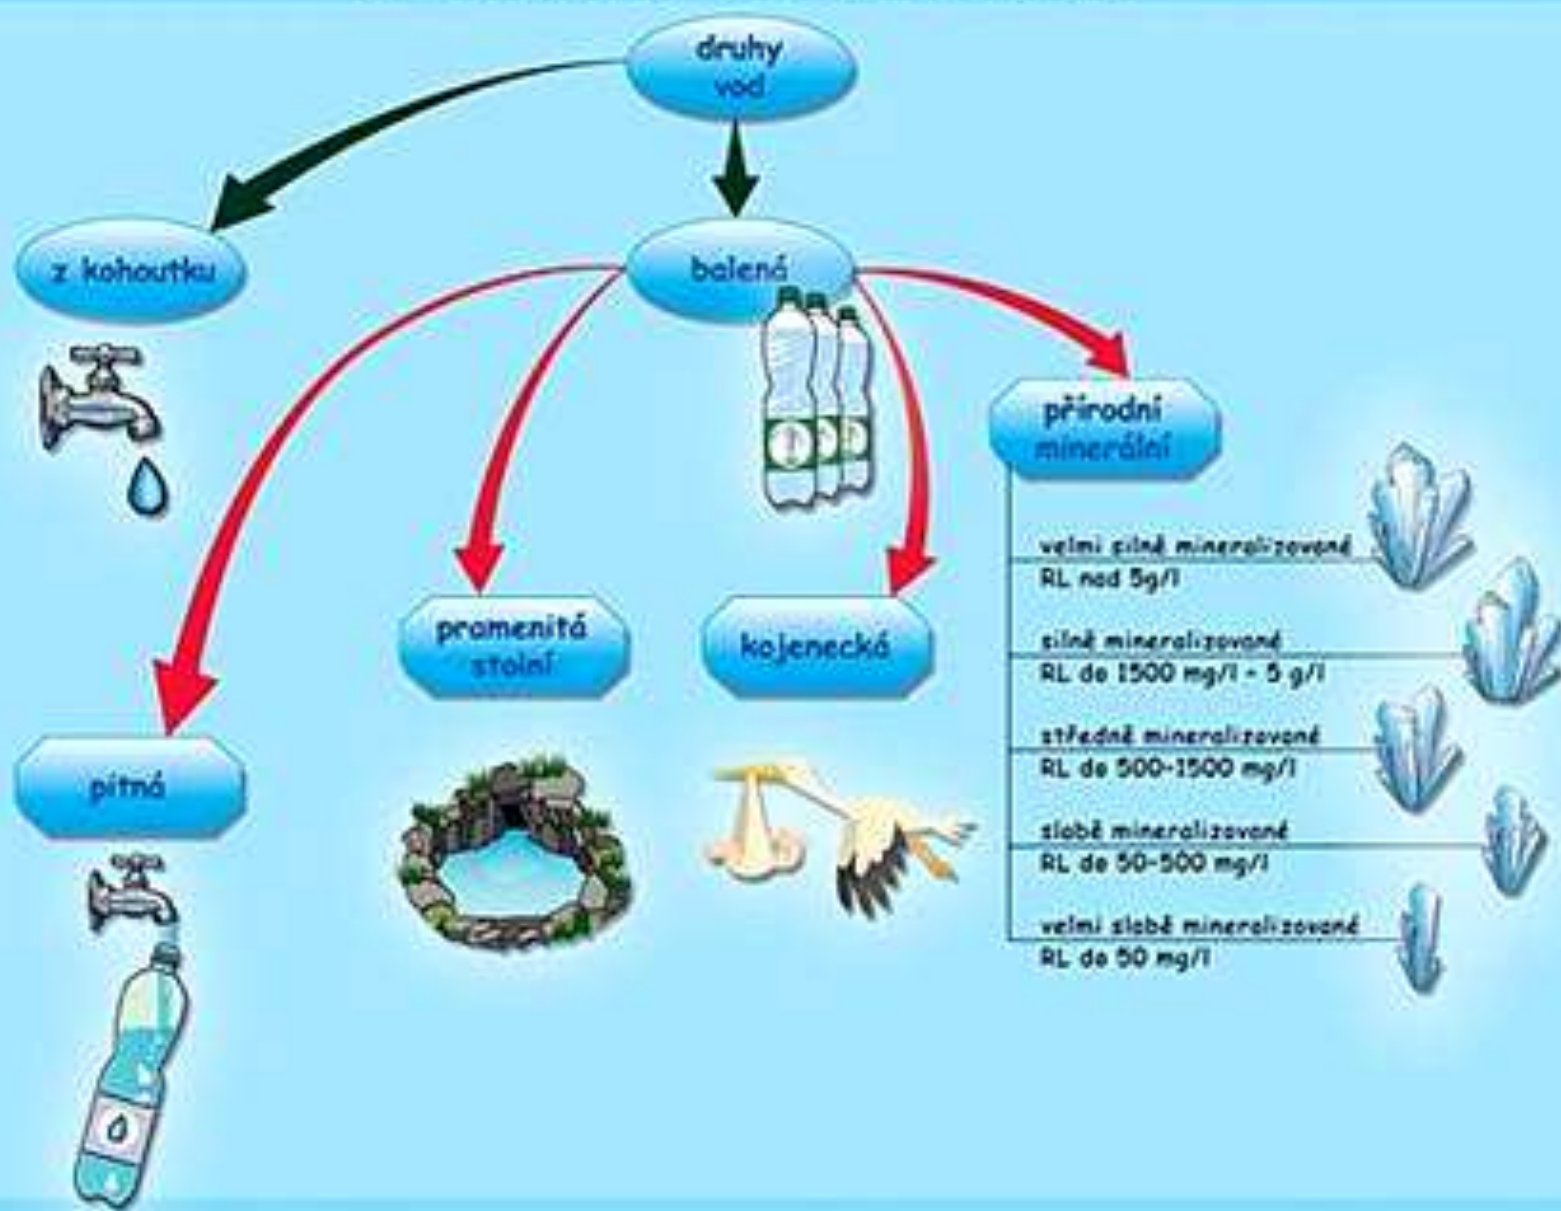 druhy
vod
z kohoutku
balená
přírodní
minerální
velmi silně mineralizované
RL nad 5g/l
silně mineralizované
RL do 1500 mg/l - 5 g/l
středně mineralizované
RL do 500-1500 mg/l
slabě mineralizované
RL do 50-500 mg/l
velmi slabě mineralizované
RL do 50 mg/l
pramenitá
stolní
kojenecká
pitná